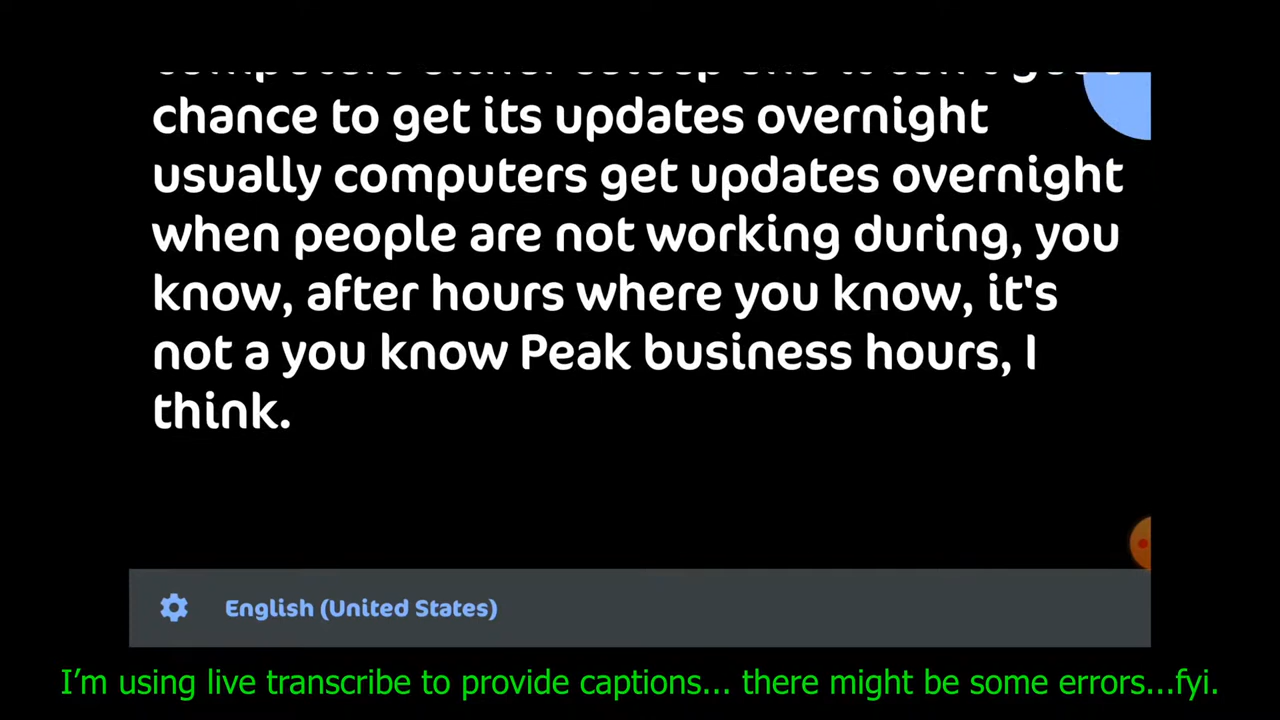 chance to get its updates overnight
usually computers get updates overnight
when people are not working during, you
know, after hours where you know, it's
not a you know Peak business hours, I
think.
English (United States)
I'm using live transcribe to provide captions... there might be some errors...fyi.